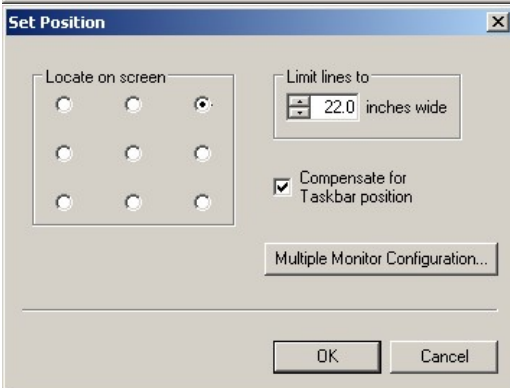 Set Position
Locate on screen
Limit lines to
22.0 inches wide
Compensate for
Taskbar position
Multiple Monitor Configuration...
OK Cancel